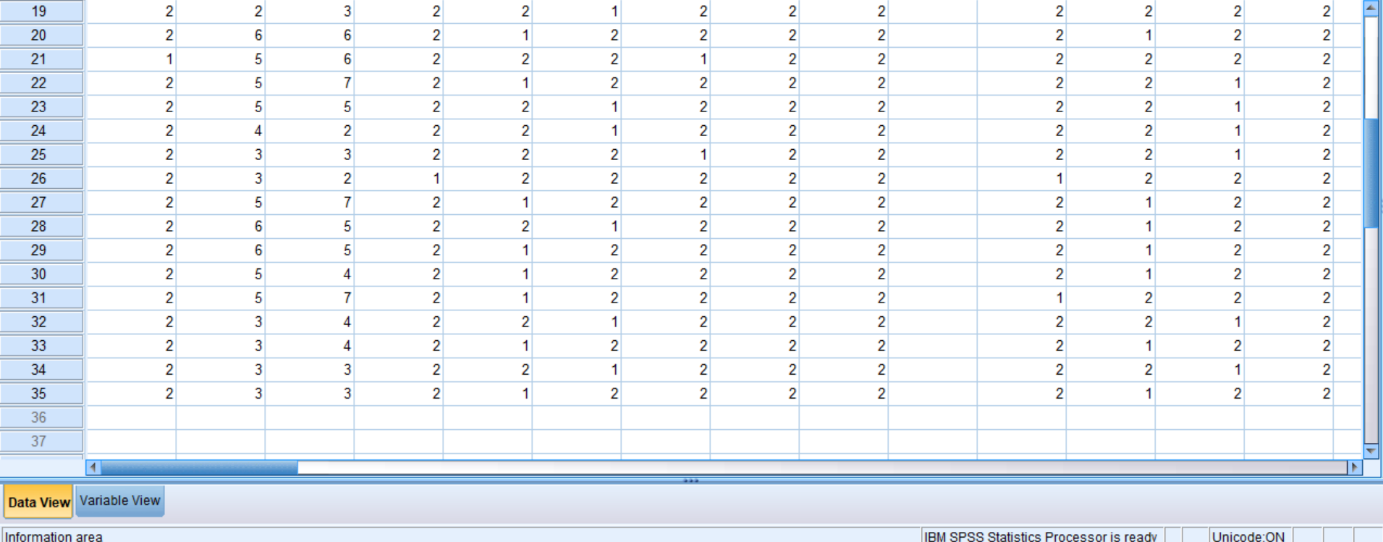 19 2 2 3 2 2 1 2 2 2 2 2 2 2
20 2 6 6 2 1 2 2 2 2 2 1 2 2
21 1 5 6 2 2 2 1 2 2 2 2 2 2
22 2 5 7 2 1 2 2 2 2 2 2 1 2
23 2 5 5 2 2 1 2 2 2 2 2 1 2
24 2 4 2 2 2 1 2 2 2 2 2 1 2
25 2 3 3 2 2 2 1 2 2 2 2 1 2
26 2 3 2 1 2 2 2 2 2 1 2 2 2
27 2 5 7 2 1 2 2 2 2 2 1 2 2
28 2 6 5 2 2 1 2 2 2 2 1 2 2
29 2 6 5 2 1 2 2 2 2 2 1 2 2
30 2 5 4 2 1 2 2 2 2 2 1 2 2
31 2 5 7 2 1 2 2 2 2 1 2 2 2
32 2 3 4 2 2 1 2 2 2 2 2 1 2
33 2 3 4 2 1 2 2 2 2 2 1 2 2
34 2 3 3 2 2 1 2 2 2 2 2 1 2
35 2 3 3 2 1 2 2 2 2 2 1 2 2
36
37
Data View Variable View
Information area IBM SPSS Statistics Processor is ready Unicode:ON